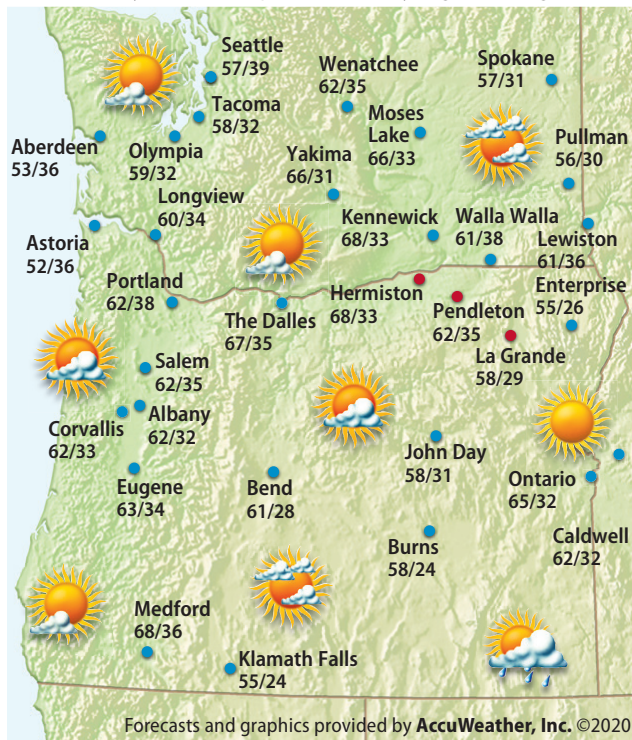 Seattle
57/39
Wenatchee
62/35
Spokane
57/31
Tacoma
58/32
Moses
Lake
66/33
Aberdeen
53/36
Olympia
59/32
Yakima
66/31
Pullman
56/30
Longview
60/34
Kennewick
68/33
Walla Walla
61/38
Lewiston
61/36
Astoria
52/36
Portland
62/38
The Dalles
67/35
Hermiston
68/33
Pendleton
62/35
Enterprise
55/26
La Grande
58/29
Salem
62/35
Albany
62/32
Corvallis
62/33
John Day
58/31
Ontario
65/32
Eugene
63/34
Bend
61/28
Burns
58/24
Caldwell
62/32
Medford
68/36
Klamath Falls
55/24
Forecasts and graphics provided by AccuWeather, Inc. ©2020